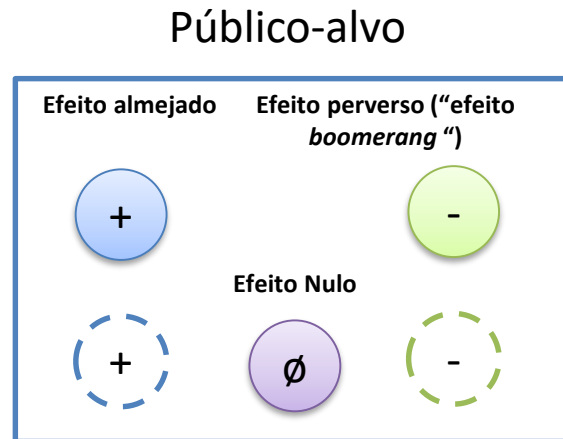 Público-alvo
Efeito almejado
Efeito perverso (“efeito
boomerang “)
+
-
Efeito Nulo
+
ø
-